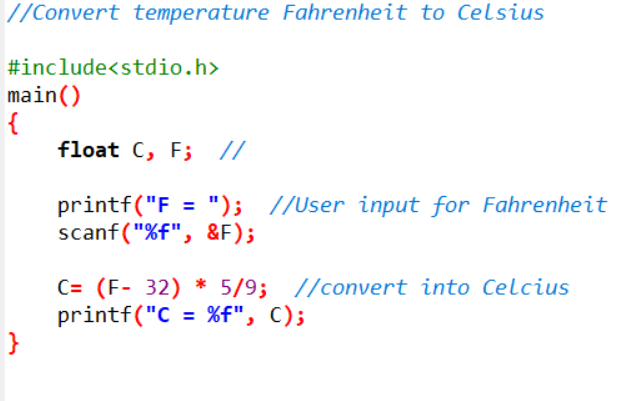 //Convert temperature Fahrenheit to Celsius
#include<stdio.h>
main()
{
float C, F; //
printf("F = "); //User input for Fahrenheit
scanf("%f", &F);
C= (F- 32) * 5/9; //convert into Celcius
printf("C = %f", C);
}